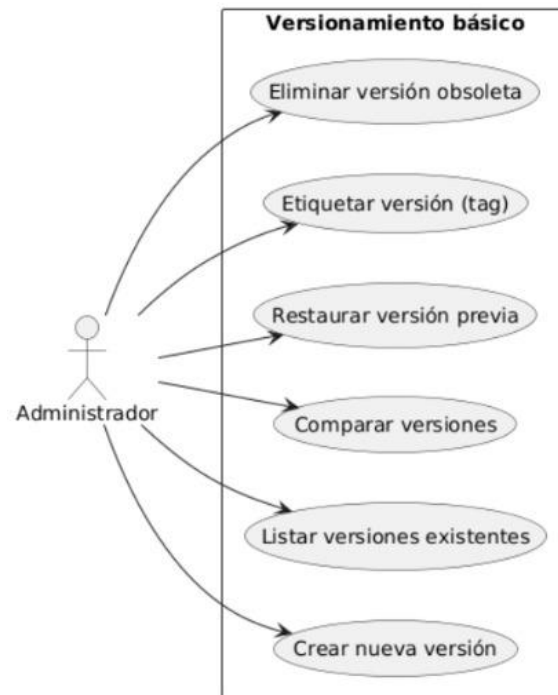 Versionamiento básico
Eliminar versión obsoleta
Etiquetar versión (tag)
Restaurar versión previa
Administrador
Comparar versiones
Listar versiones existentes
Crear nueva versión